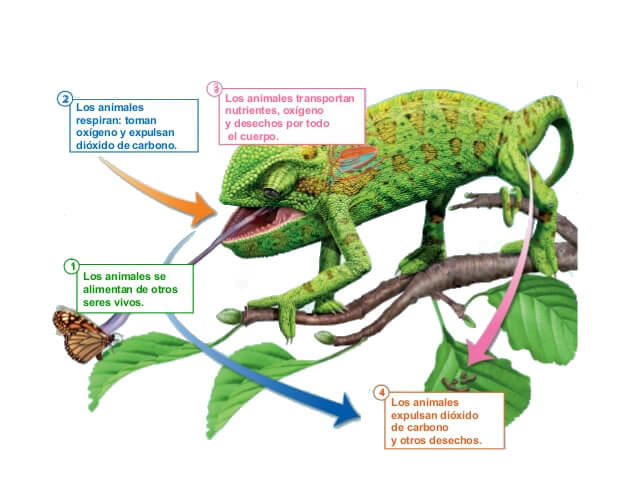 1
Los animales se
alimentan de otros
seres vivos.
2
Los animales
respiran: toman
oxígeno y expulsan
dióxido de carbono.
3
Los animales transportan
nutrientes, oxígeno
y desechos por todo
el cuerpo.
4
Los animales
expulsan dióxido
de carbono
y otros desechos.